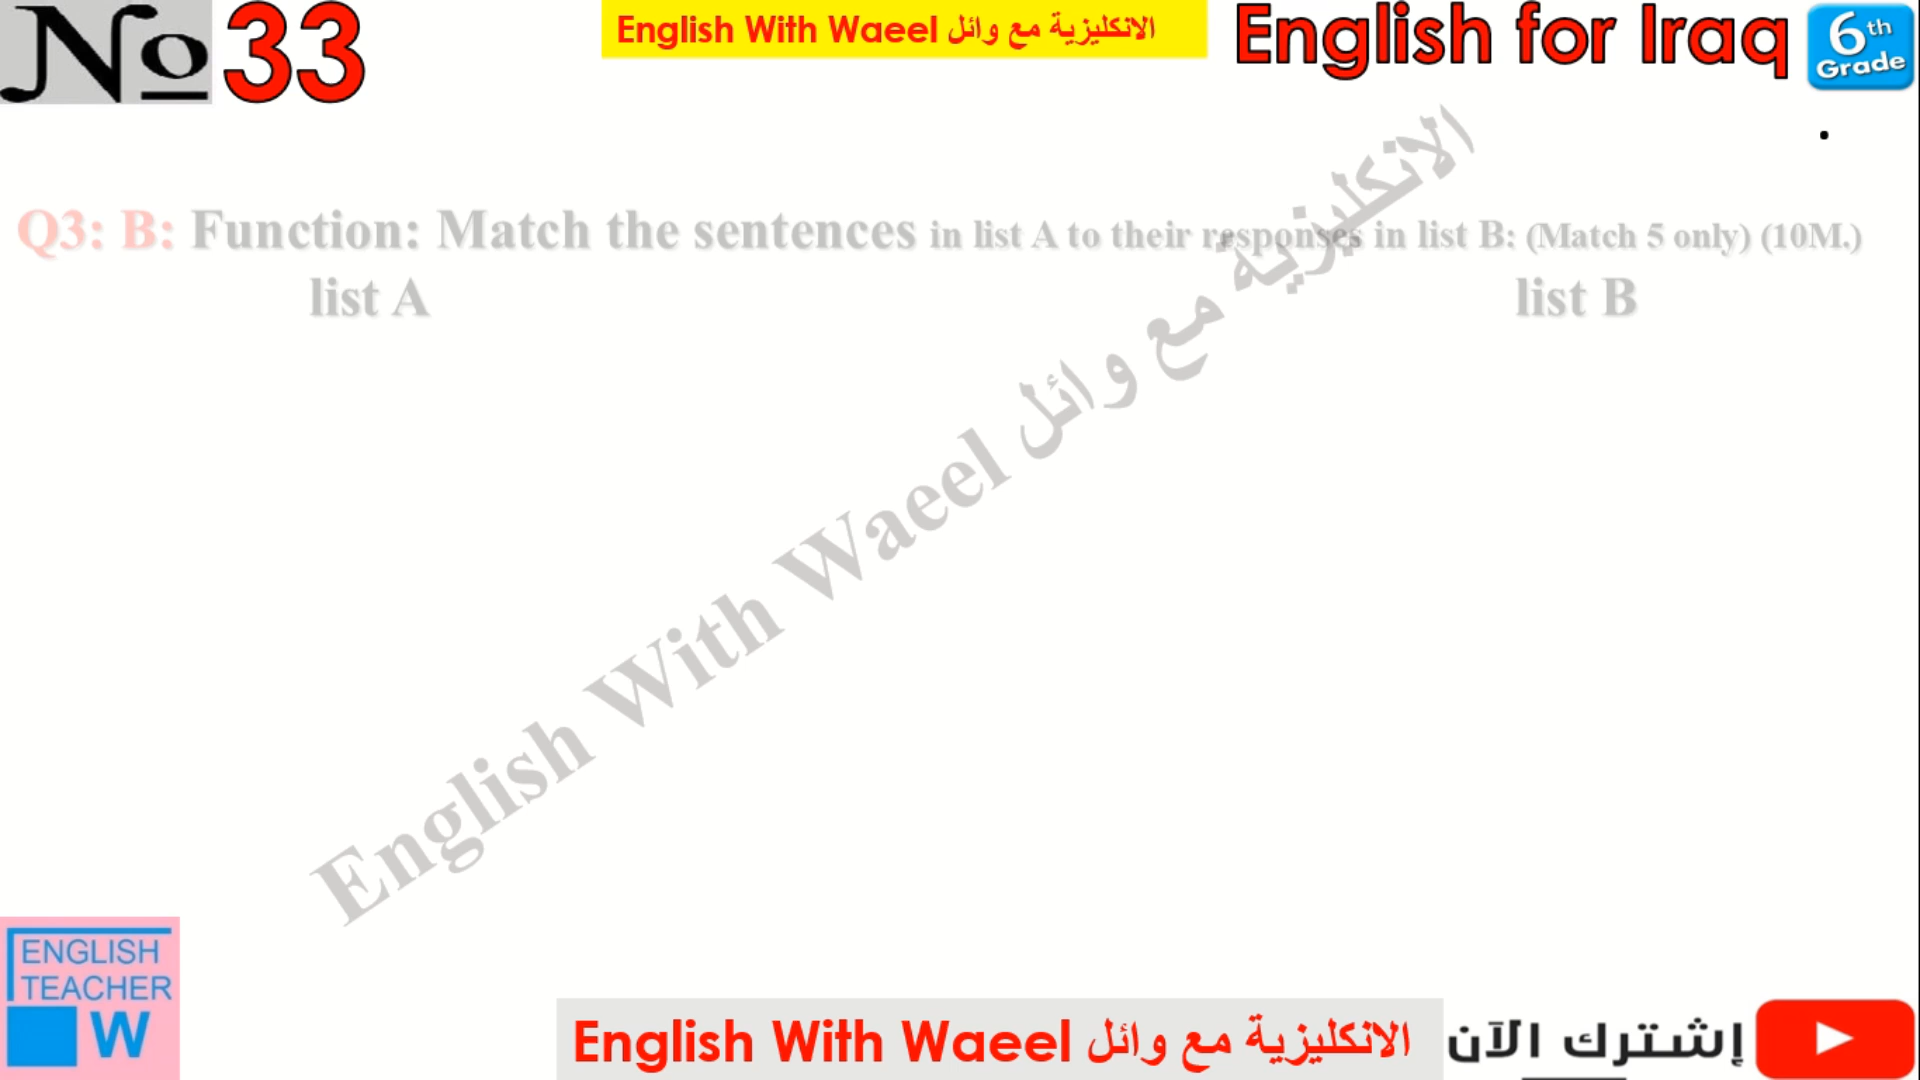 No 33
English With Waeel الانكليزية مع وائل
English for Iraq
6th
Grade
Q3: B: Function: Match the sentences in list A to their responses in list B: (Match 5 only) (10M.)
list A
list B
English With Waeel الانكليزية مع وائل
ENGLISH
TEACHER
W
English With Waeel الانكليزية مع وائل
إشترك الآن